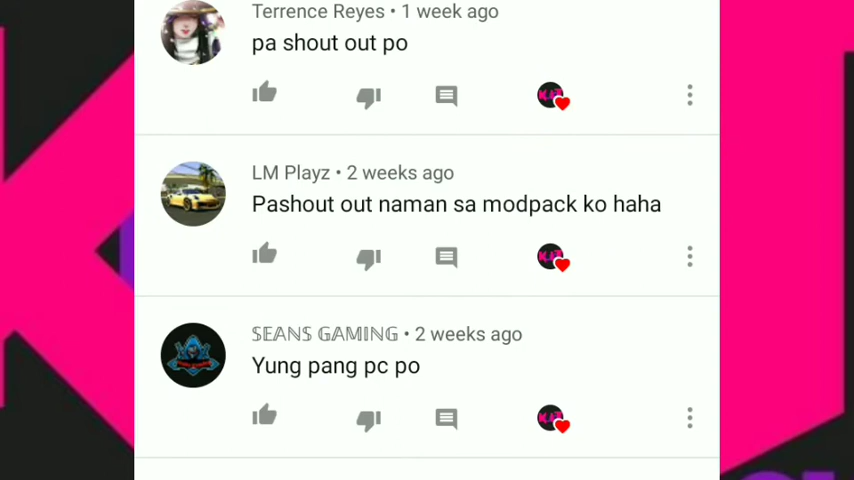 Terrence Reyes • 1 week ago
pa shout out po
LM Playz • 2 weeks ago
Pashout out naman sa modpack ko haha
𝕊𝔼𝔸ℕ𝕊 𝔾𝔸𝕄𝕀ℕ𝔾 • 2 weeks ago
Yung pang pc po